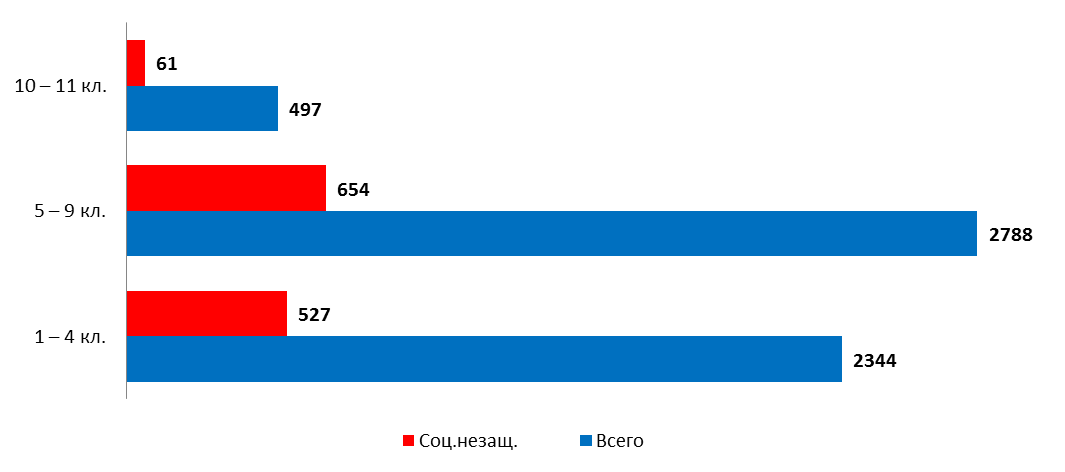 61
10 – 11 кл.
497
654
5 – 9 кл.
2788
527
1 – 4 кл.
2344
Соц.незащ. Всего